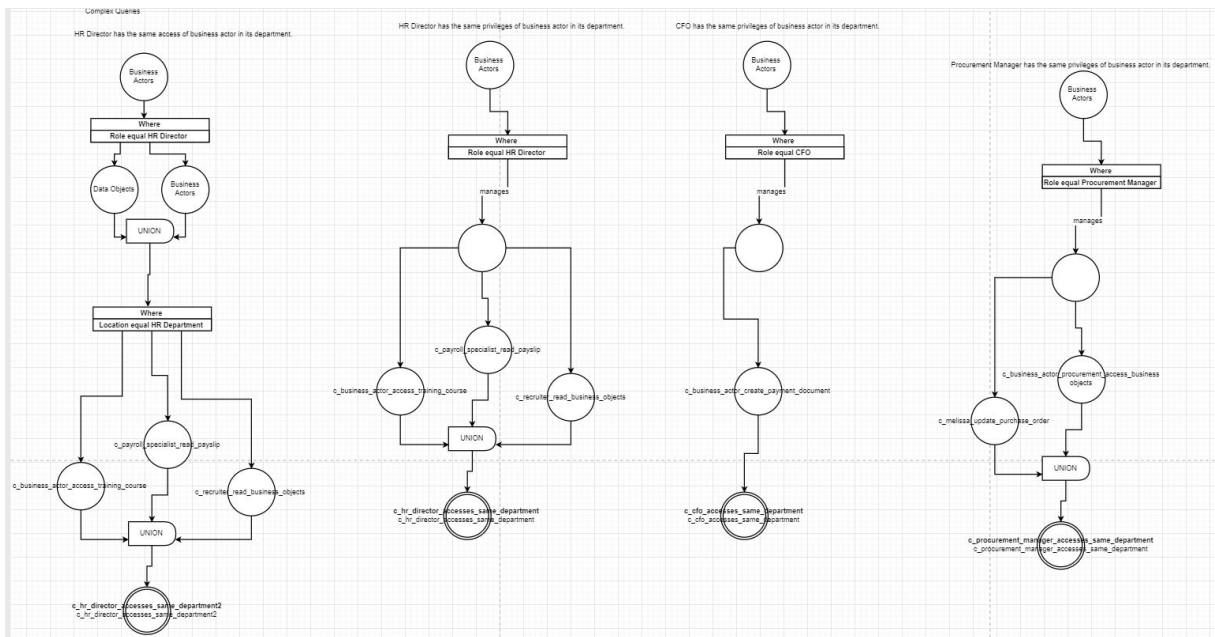 Complex Queries
HR Director has the same access of business actor in its department.
Business
Actors
Where
Role equal HR Director
Data Objects
Business
Actors
UNION
Where
Location equal HR Department
c_payroll_specialist_read_payslip
c_business_actor_access_training_course
c_recruiter_read_business_objects
UNION
c_hr_director_accesses_same_department2
c_hr_director_accesses_same_department2
HR Director has the same privileges of business actor in its department.
Business
Actors
Where
Role equal HR Director
manages
c_payroll_specialist_read_payslip
c_business_actor_access_training_course
c_recruiter_read_business_objects
UNION
c_hr_director_accesses_same_department
c_hr_director_accesses_same_department
CFO has the same privileges of business actor in its department.
Business
Actors
Where
Role equal CFO
manages
c_business_actor_create_payment_document
c_cfo_accesses_same_department
c_cfo_accesses_same_department
Procurement Manager has the same privileges of business actor in its department.
Business
Actors
Where
Role equal Procurement Manager
manages
c_business_actor_procurement_access_business
objects
c_melissa_update_purchase_order
UNION
c_procurement_manager_accesses_same_department
c_procurement_manager_accesses_same_department